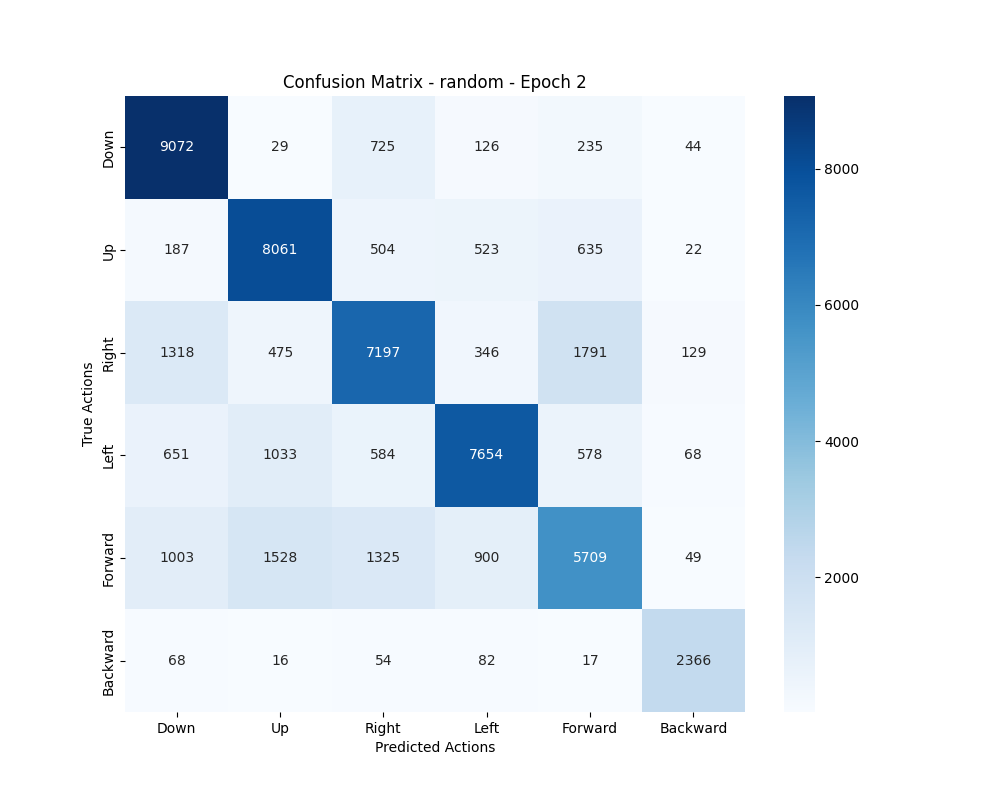 Confusion Matrix - random - Epoch 2
True Actions
Down 9072 29 725 126 235 44
Up 187 8061 504 523 635 22
Right 1318 475 7197 346 1791 129
Left 651 1033 584 7654 578 68
Forward 1003 1528 1325 900 5709 49
Backward 68 16 54 82 17 2366
Down Up Right Left Forward Backward
Predicted Actions
8000
6000
4000
2000